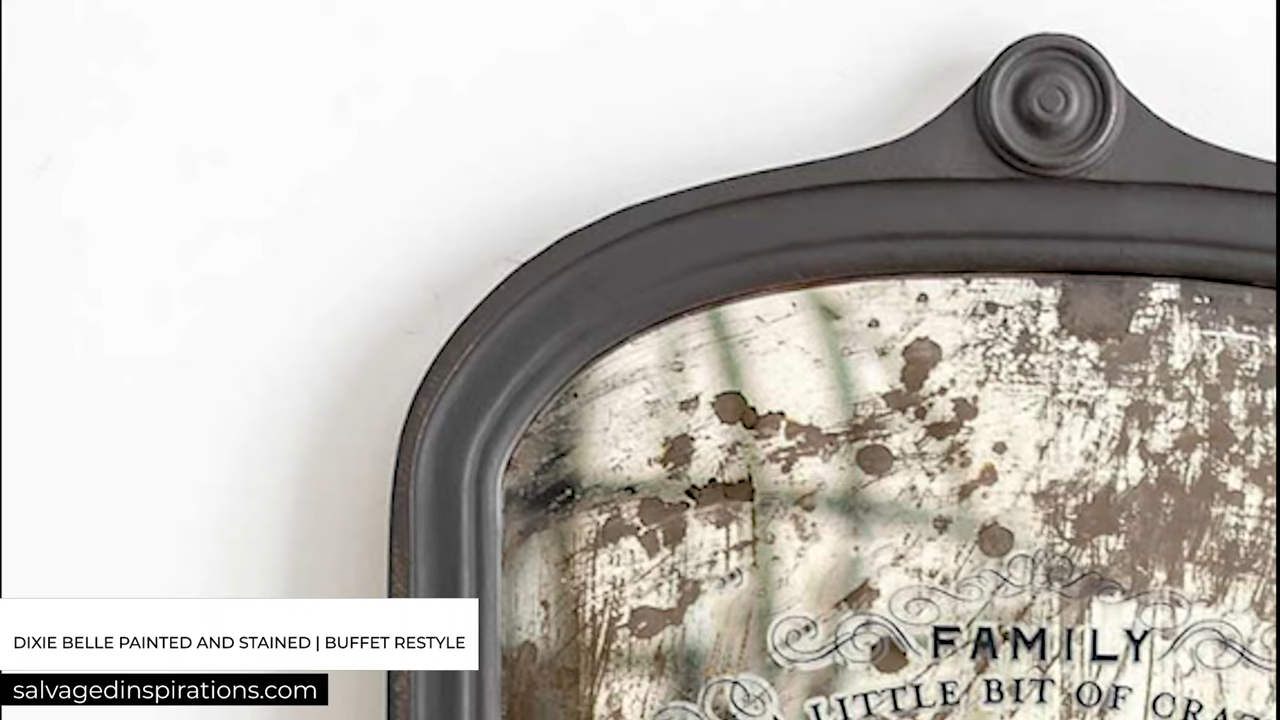 FAMILY
A LITTLE BIT OF
DIXIE BELLE PAINTED AND STAINED | BUFFET RESTYLE
salvagedinspirations.com